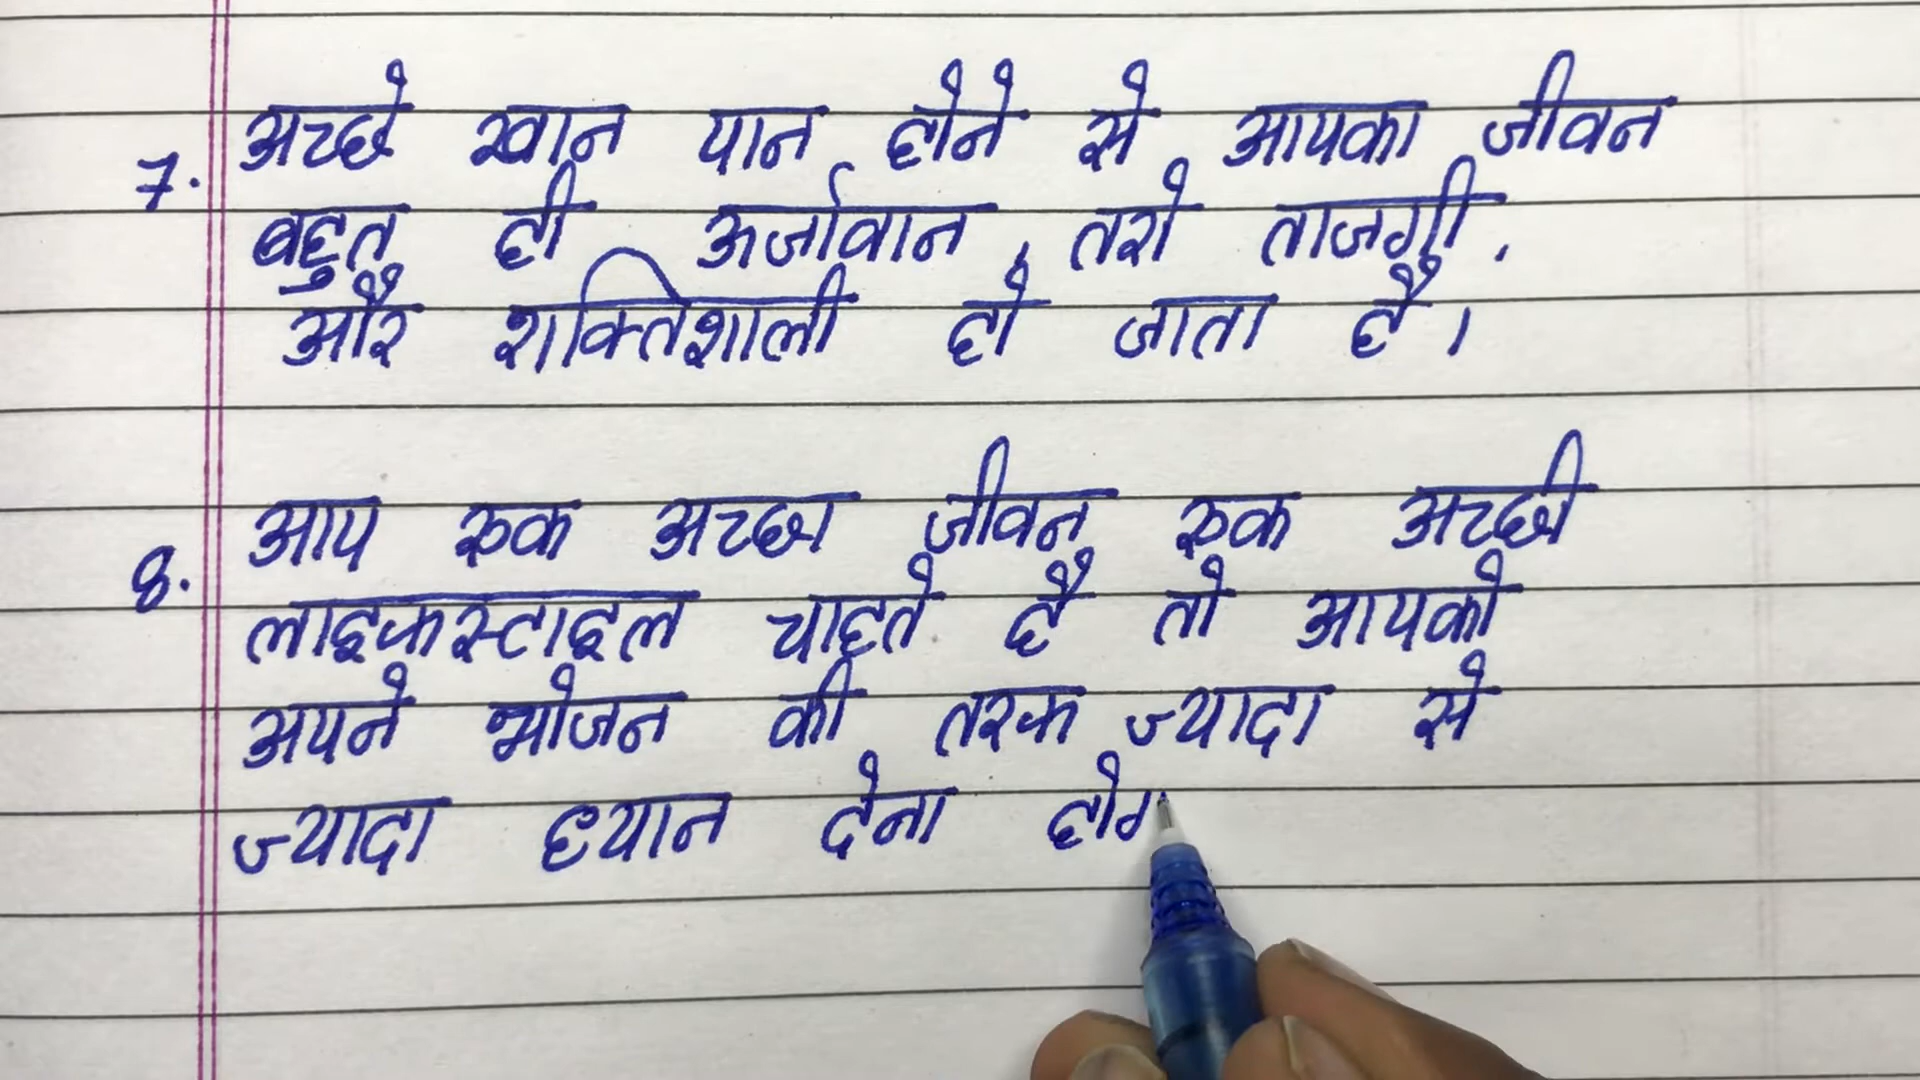 7. अच्छे खान पान होने से आपका जीवन
बहुत ही ऊर्जावान, तरो ताजगी,
और शक्तिशाली हो जाता है।
8. आप एक अच्छा जीवन, एक अच्छी
लाइफस्टाइल चाहते है तो आपको
अपने भोजन की तरफ ज्यादा से
ज्यादा ध्यान देना होग